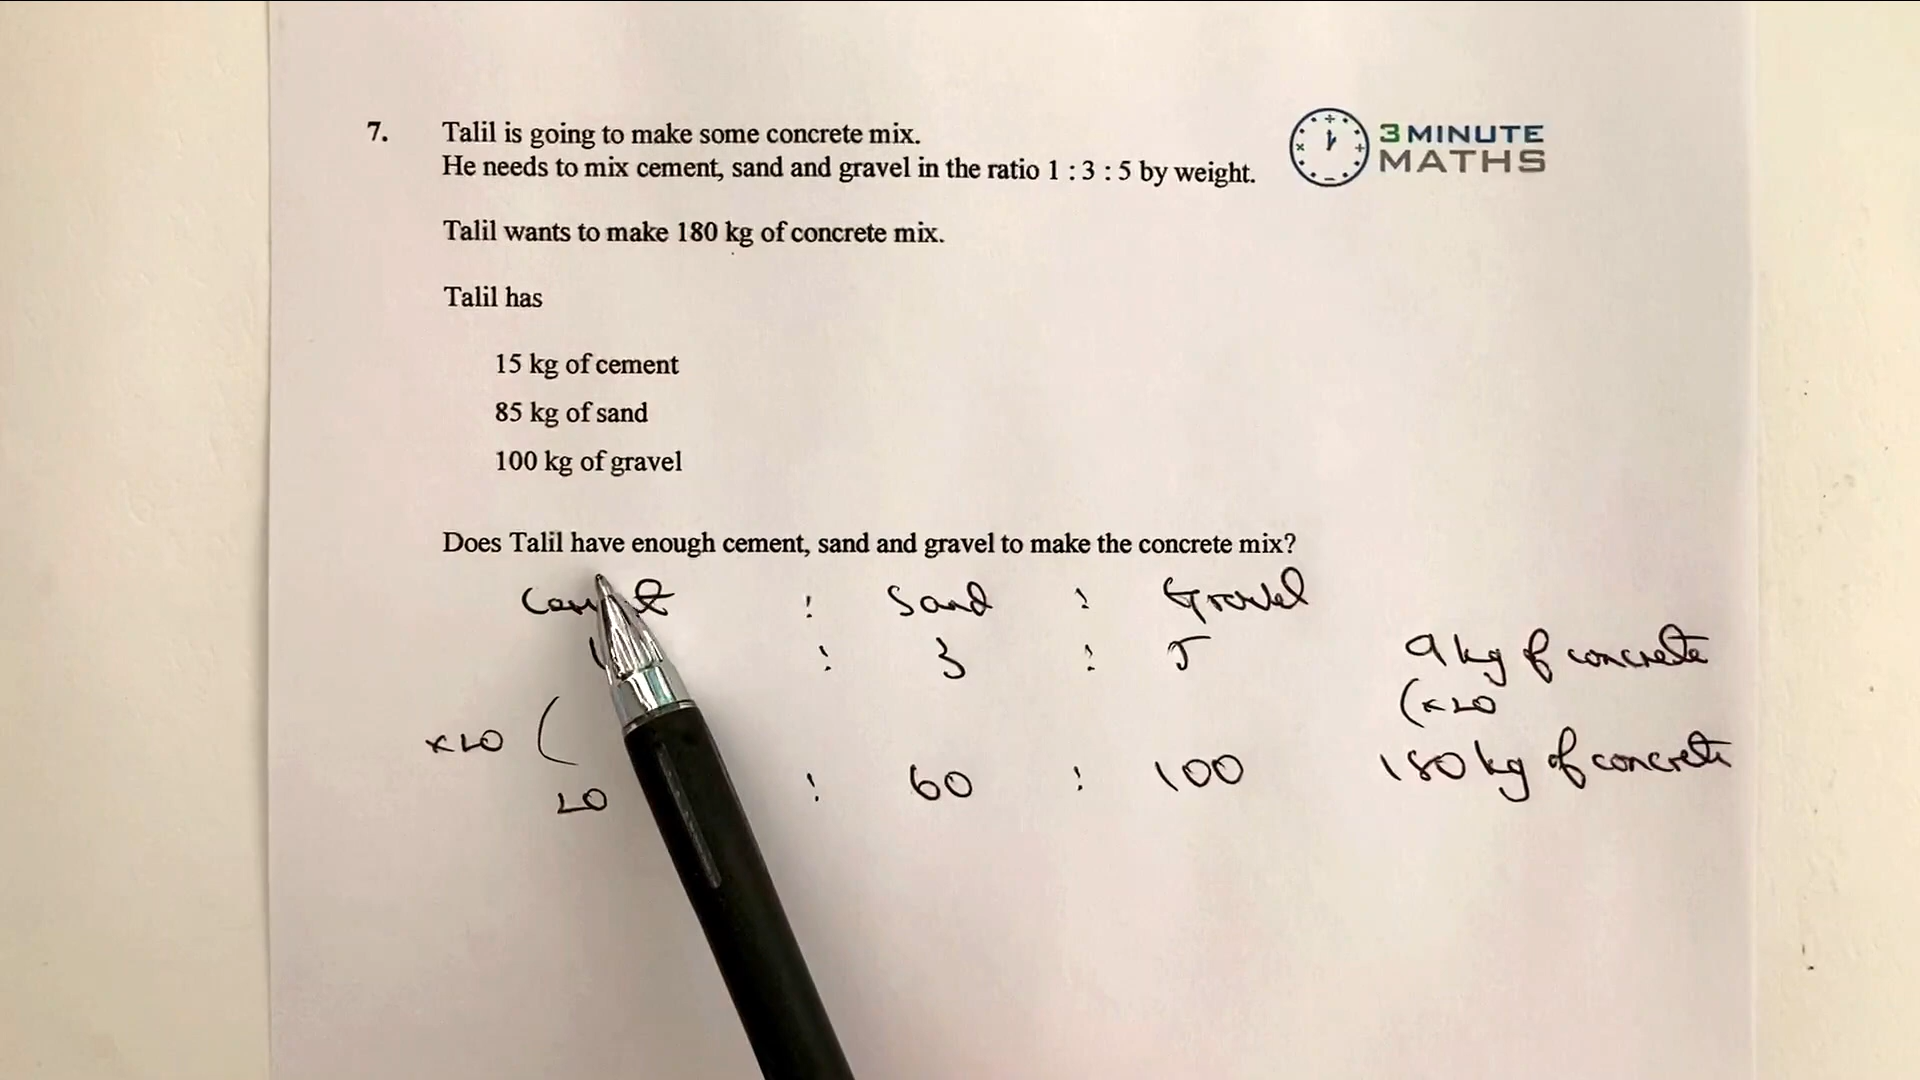 7. Talil is going to make some concrete mix.
He needs to mix cement, sand and gravel in the ratio 1 : 3 : 5 by weight.
3 MINUTE
MATHS
Talil wants to make 180 kg of concrete mix.
Talil has
15 kg of cement
85 kg of sand
100 kg of gravel
Does Talil have enough cement, sand and gravel to make the concrete mix?
: Sand : Gravel
: 3 : 5 9 kg of concrete
×20 ( (×20
20 : 60 : 100 180 kg of concrete